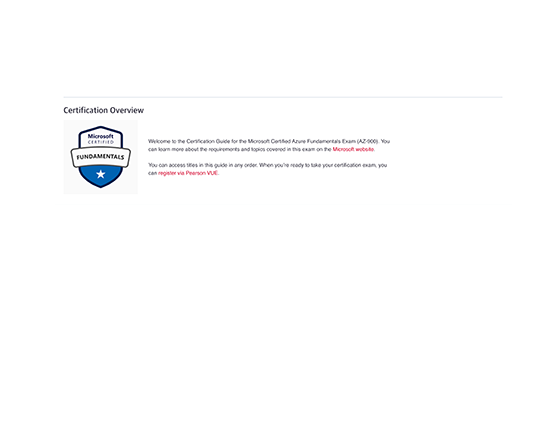 Certification Overview
Microsoft
CERTIFIED
FUNDAMENTALS
Welcome to the Certification Guide for the Microsoft Certified Azure Fundamentals Exam (AZ-900). You
can learn more about the requirements and topics covered in this exam on the Microsoft website.
You can access titles in this guide in any order. When you're ready to take your certification exam, you
can register via Pearson VUE.